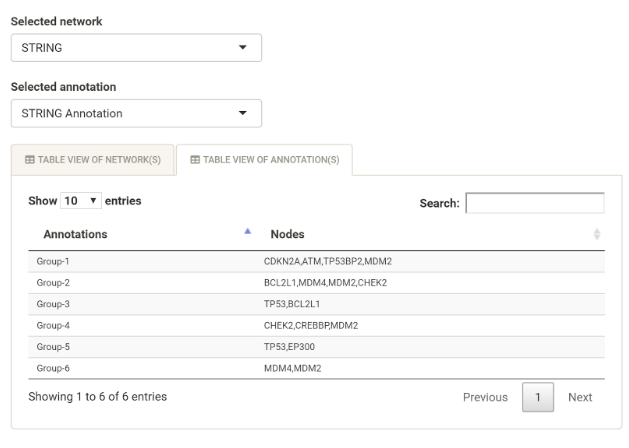 Selected network
STRING
Selected annotation
STRING Annotation
TABLE VIEW OF NETWORK(S) TABLE VIEW OF ANNOTATION(S)
Show 10 entries Search:
Annotations Nodes
Group-1 CDKN2A,ATM,TP53BP2,MDM2
Group-2 BCL2L1,MDM4,MDM2,CHEK2
Group-3 TP53,BCL2L1
Group-4 CHEK2,CREBBP,MDM2
Group-5 TP53,EP300
Group-6 MDM4,MDM2
Showing 1 to 6 of 6 entries Previous 1 Next